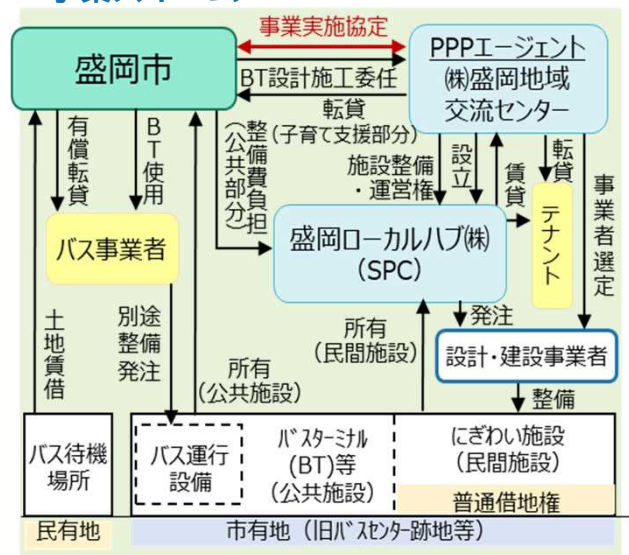 事業実施協定
盛岡市
PPPエージェント
㈱盛岡地域
交流センター
BT設計施工委任
転貸
(子育て支援部分)
有償転貸
BT使用
整備費負担
(公共部分)
施設整備
・運営権
設立
賃貸
転貸
事業者選定
バス事業者
盛岡ローカルハブ㈱
(SPC)
テナント
土地賃借
別途
整備
発注
所有
(公共施設)
所有
(民間施設)
発注
設計・建設事業者
整備
バス待機
場所
バス運行
設備
バスターミナル
(BT)等
(公共施設)
にぎわい施設
(民間施設)
普通借地権
民有地
市有地（旧バスセンター跡地等）